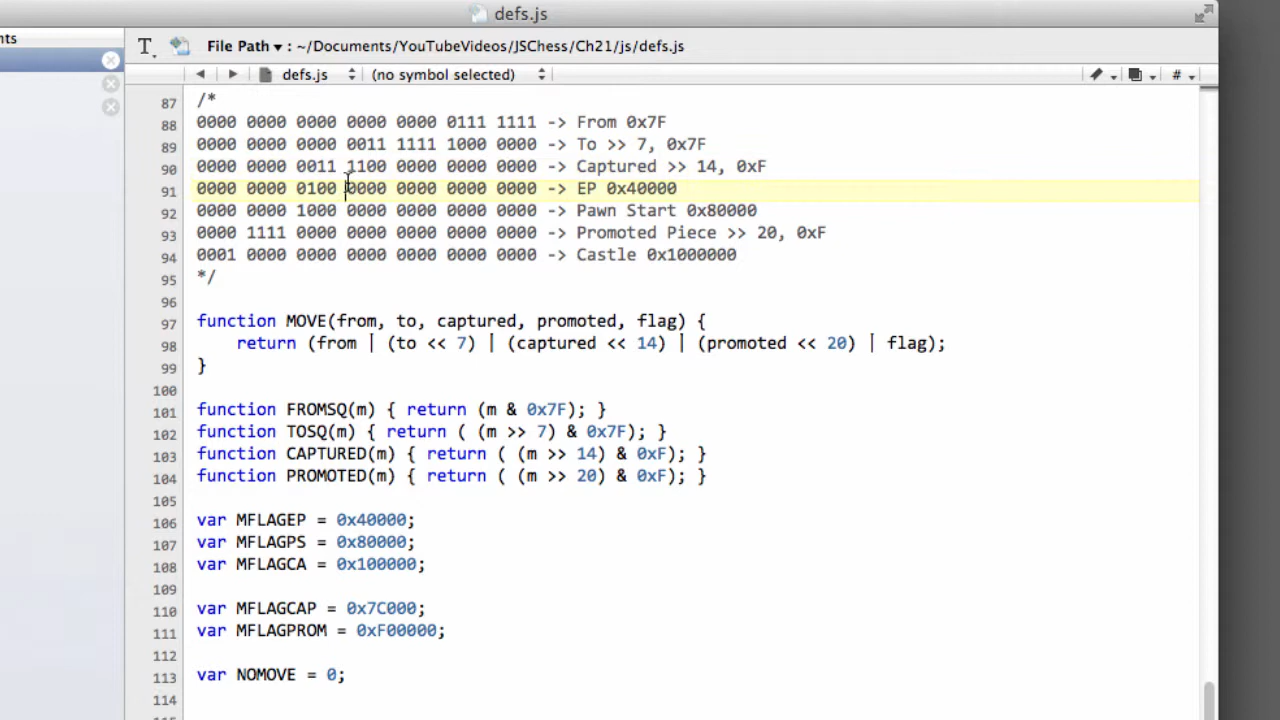 defs.js
nts
File Path ▾ : ~/Documents/YouTubeVideos/JSChess/Ch21/js/defs.js
defs.js (no symbol selected) #
87 /*
88 0000 0000 0000 0000 0000 0111 1111 -> From 0x7F
89 0000 0000 0000 0011 1111 1000 0000 -> To >> 7, 0x7F
90 0000 0000 0011 1100 0000 0000 0000 -> Captured >> 14, 0xF
91 0000 0000 0100 0000 0000 0000 0000 -> EP 0x40000
92 0000 0000 1000 0000 0000 0000 0000 -> Pawn Start 0x80000
93 0000 1111 0000 0000 0000 0000 0000 -> Promoted Piece >> 20, 0xF
94 0001 0000 0000 0000 0000 0000 0000 -> Castle 0x1000000
95 */
96
97 function MOVE(from, to, captured, promoted, flag) {
98 return (from | (to << 7) | (captured << 14) | (promoted << 20) | flag);
99 }
100
101 function FROMSQ(m) { return (m & 0x7F); }
102 function TOSQ(m) { return ( (m >> 7) & 0x7F); }
103 function CAPTURED(m) { return ( (m >> 14) & 0xF); }
104 function PROMOTED(m) { return ( (m >> 20) & 0xF); }
105
106 var MFLAGEP = 0x40000;
107 var MFLAGPS = 0x80000;
108 var MFLAGCA = 0x100000;
109
110 var MFLAGCAP = 0x7C000;
111 var MFLAGPROM = 0xF00000;
112
113 var NOMOVE = 0;
114